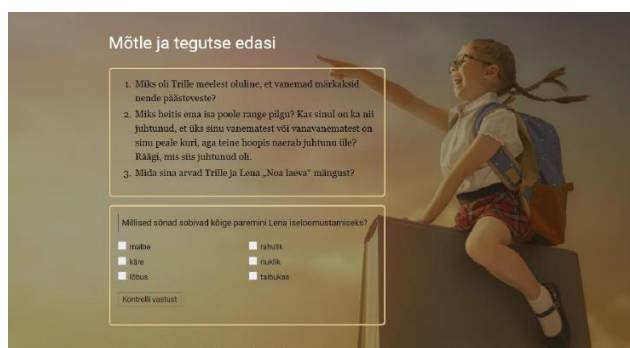 Mõtle ja tegutse edasi
1. Miks oli Trille meelest oluline, et vanemad märkaksid
nende päästeveste?
2. Miks heitis ema isa poole range pilgu? Kas sinul on ka nii
juhtunud, et üks sinu vanematest või vanavanematest on
sinu peale kuri, aga teine hoopis naerab juhtunu üle?
Räägi, mis siis juhtunud oli.
3. Mida sina arvad Trille ja Lena „Noa laeva“ mängust?
Millised sõnad sobivad kõige paremini Lena iseloomustamiseks?
malbe
rahulik
käre
riuklik
lõbus
taibukas
Kontrolli vastust